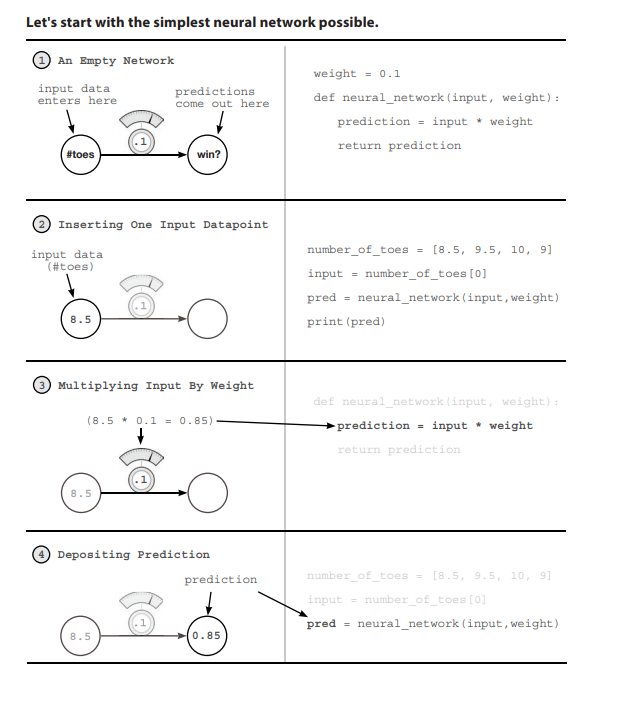 Let's start with the simplest neural network possible.
1 An Empty Network
input data
enters here
predictions
come out here
.1
#toes
win?
weight = 0.1
def neural_network(input, weight):
prediction = input * weight
return prediction
2 Inserting One Input Datapoint
input data
(#toes)
.1
8.5
number_of_toes = [8.5, 9.5, 10, 9]
input = number_of_toes[0]
pred = neural_network(input,weight)
print(pred)
3 Multiplying Input By Weight
(8.5 * 0.1 = 0.85)
.1
8.5
def neural_network(input, weight):
prediction = input * weight
return prediction
4 Depositing Prediction
prediction
.1
8.5
0.85
number_of_toes = [8.5, 9.5, 10, 9]
input = number_of_toes[0]
pred = neural_network(input,weight)